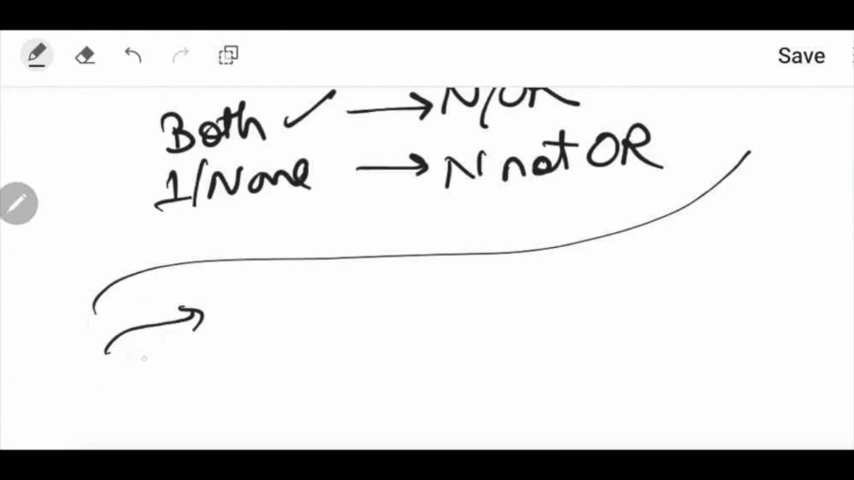 Save
Both ✓ → N/OR
1/None → N not OR